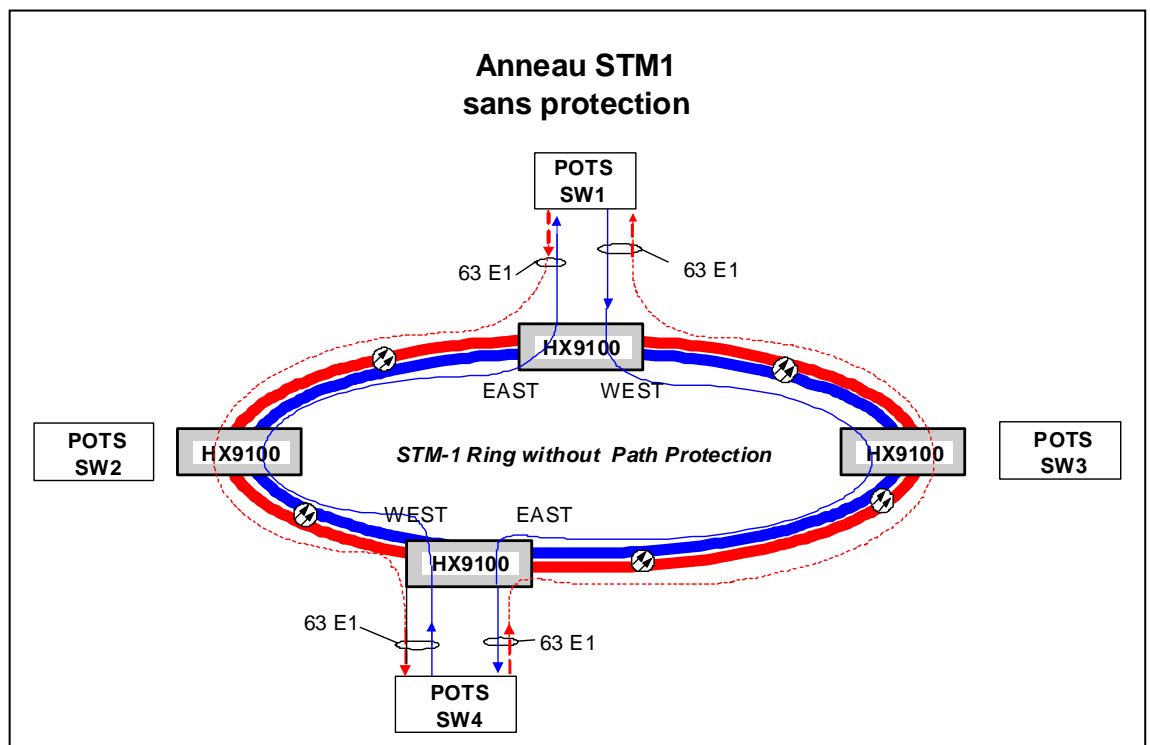 Anneau STM1
sans protection
POTS
SW1
63 E1
63 E1
HX9100
EAST
WEST
POTS
SW2
HX9100
STM-1 Ring without Path Protection
HX9100
POTS
SW3
WEST
EAST
HX9100
63 E1
63 E1
POTS
SW4